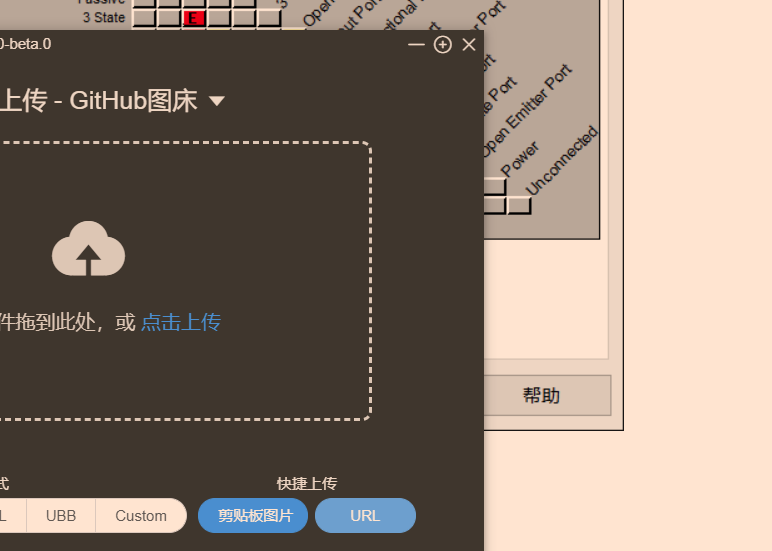 3 State
E
Power
Unconnected
Open Emitter Port
0-beta.0
上传 - GitHub图床
件拖到此处，或 点击上传
帮助
式
快捷上传
L
UBB
Custom
剪贴板图片
URL